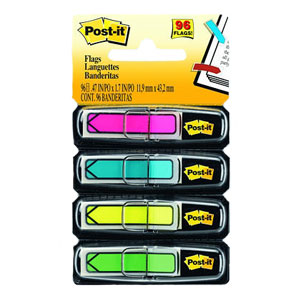 Post-it
96
FLAGS!
Flags
Languettes
Banderitas
96 .47 IN/PO x 1.7 IN/PO 11,9 mm x 43,2 mm
CONT. 96 BANDERITAS
Post-it
Post-it
Post-it
Post-it